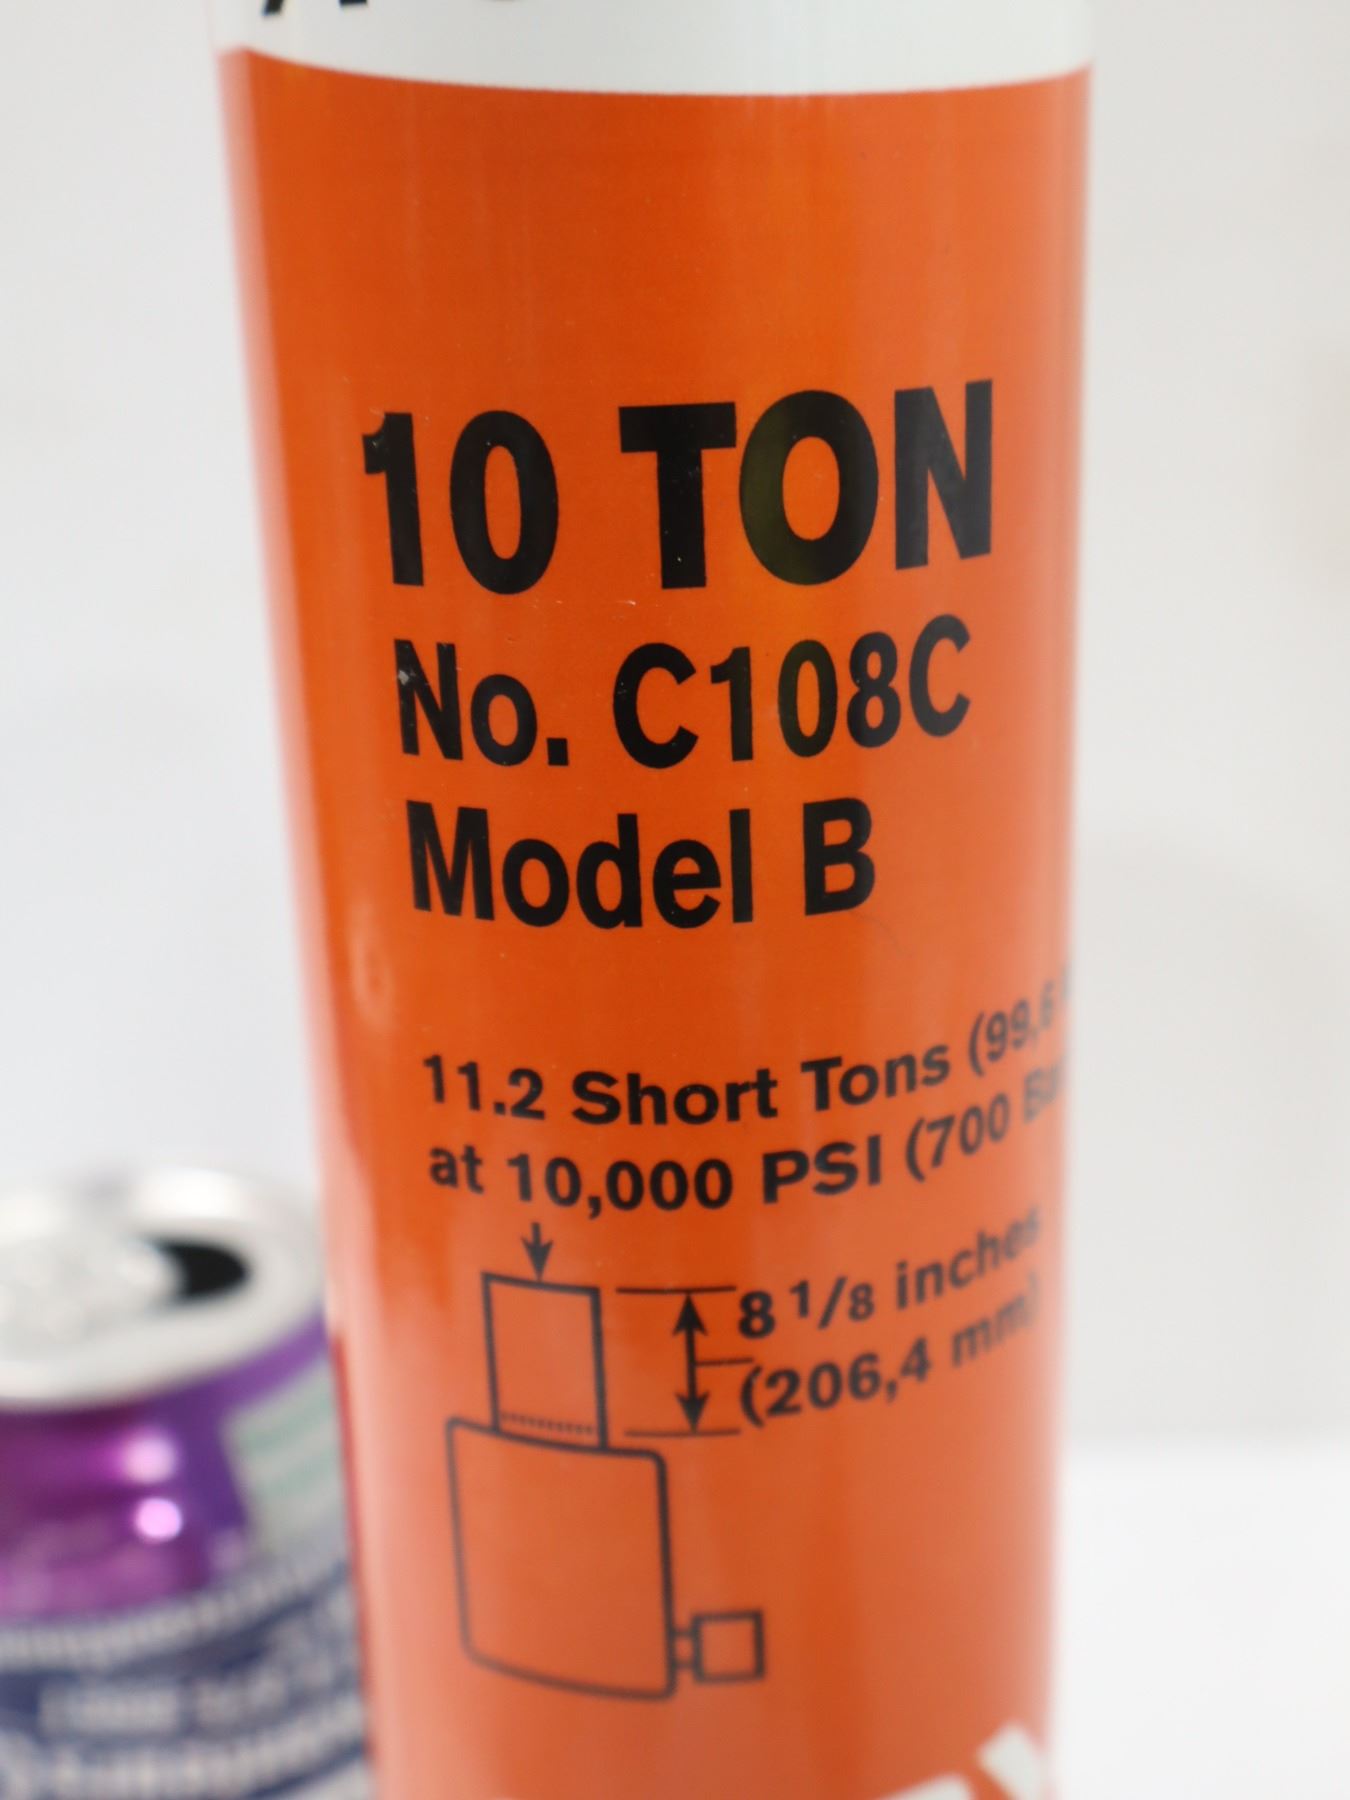 10 TON
No. C108C
Model B
11.2 Short Tons (99,6
at 10,000 PSI (700 Bar
8 1/8 inches
(206,4 mm)